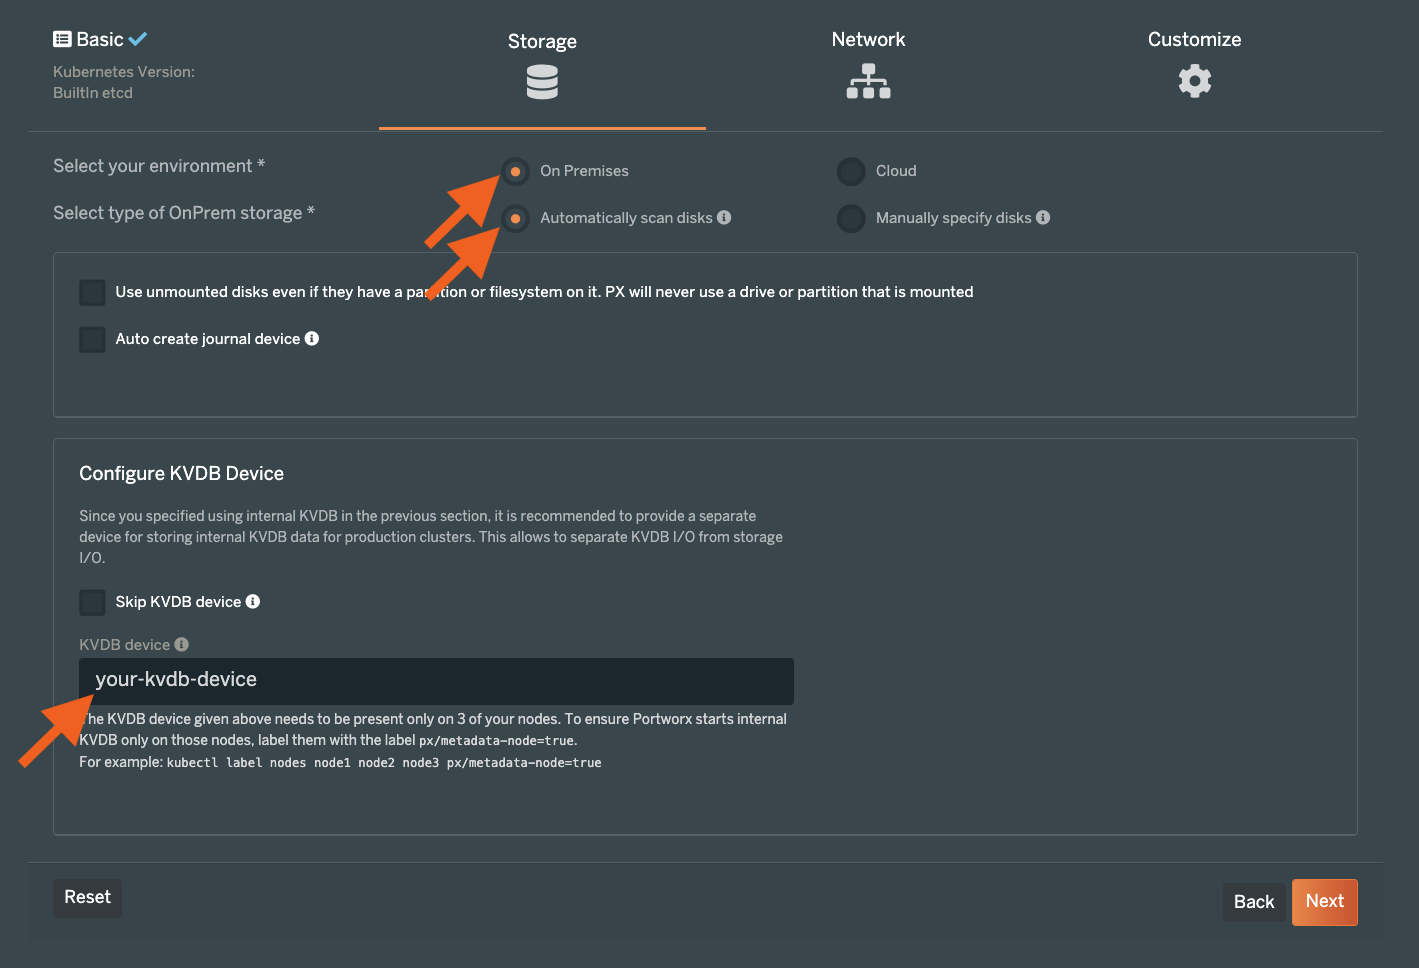 Basic
Kubernetes Version:
BuiltIn etcd
Storage
Network
Customize
Select your environment *
On Premises
Cloud
Select type of OnPrem storage *
Automatically scan disks
Manually specify disks
Use unmounted disks even if they have a partition or filesystem on it. PX will never use a drive or partition that is mounted
Auto create journal device
Configure KVDB Device
Since you specified using internal KVDB in the previous section, it is recommended to provide a separate
device for storing internal KVDB data for production clusters. This allows to separate KVDB I/O from storage
I/O.
Skip KVDB device
KVDB device
your-kvdb-device
The KVDB device given above needs to be present only on 3 of your nodes. To ensure Portworx starts internal
KVDB only on those nodes, label them with the label px/metadata-node=true.
For example: kubectl label nodes node1 node2 node3 px/metadata-node=true
Reset
Back
Next